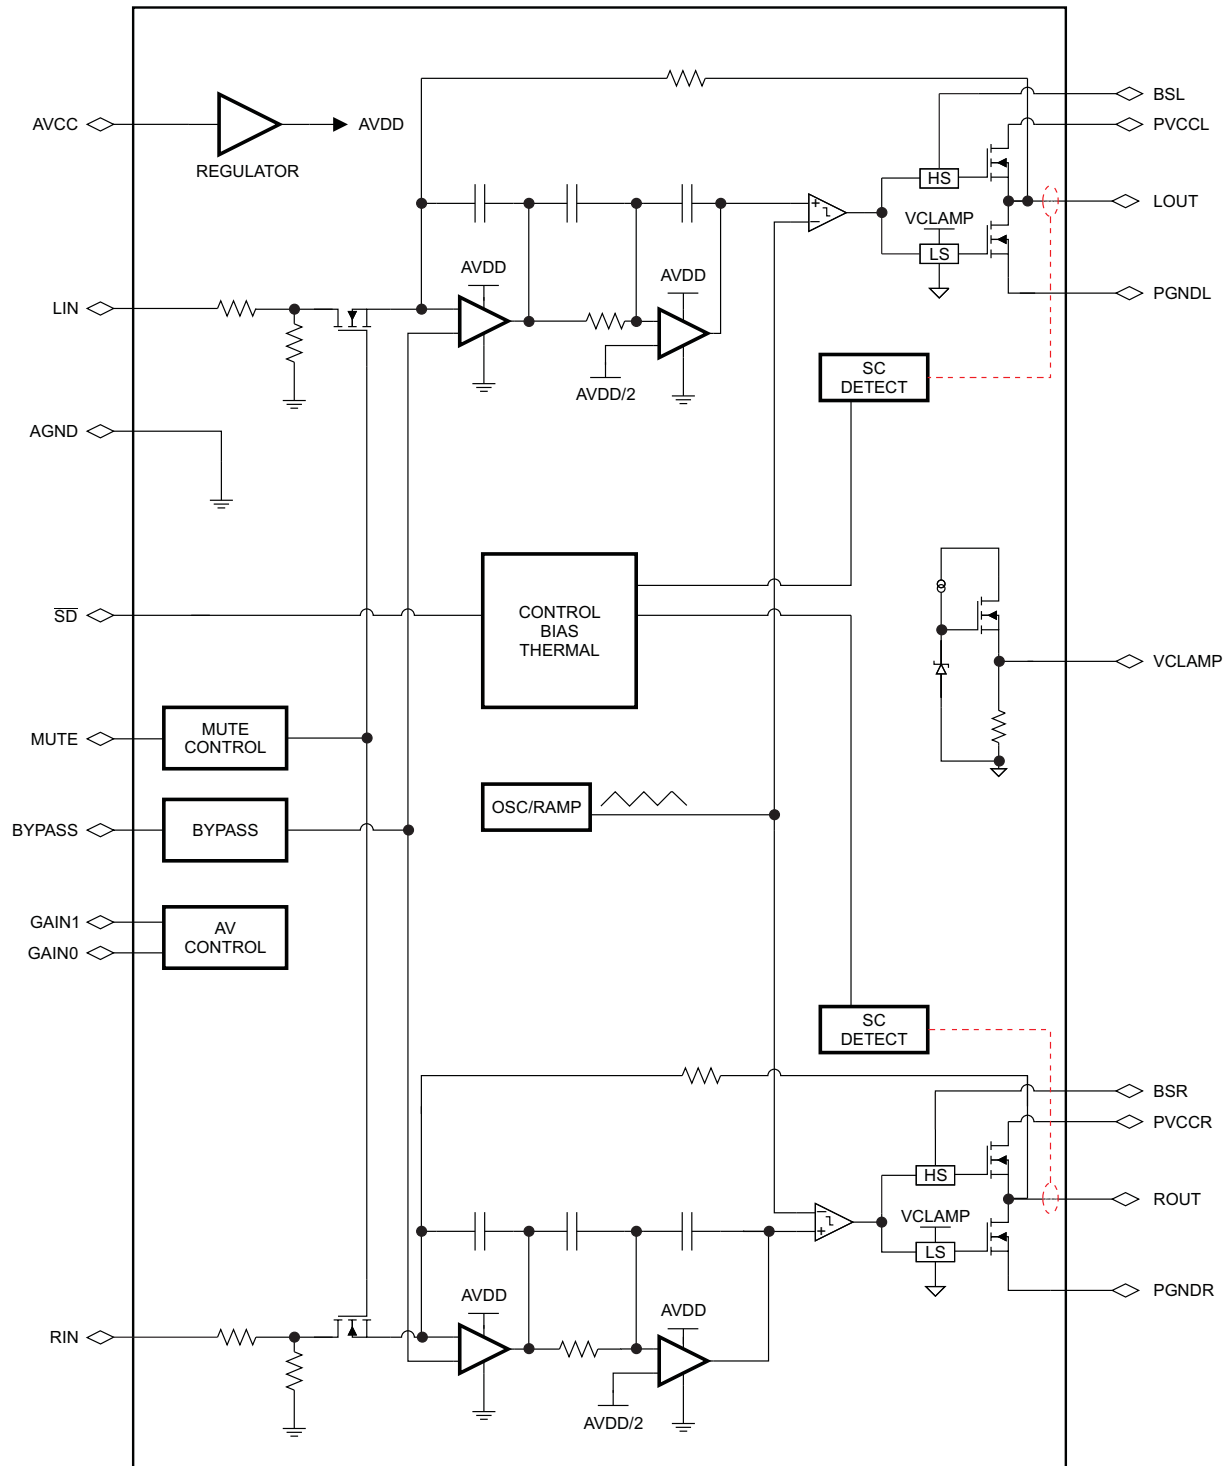 BSL
AVCC
AVDD
PVCCL
REGULATOR
HS
LOUT
VCLAMP
LS
AVDD
AVDD
PGNDL
LIN
SC
DETECT
AVDD/2
AGND
SD
CONTROL
BIAS
THERMAL
VCLAMP
MUTE
MUTE
CONTROL
OSC/RAMP
BYPASS
BYPASS
GAIN1
GAIN0
AV
CONTROL
SC
DETECT
BSR
PVCCR
HS
ROUT
VCLAMP
LS
PGNDR
AVDD
AVDD
RIN
AVDD/2